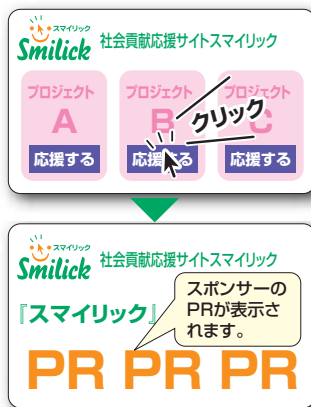 スマイリック
Smilick 社会貢献応援サイトスマイリック
プロジェクト プロジェクト プロジェクト
A B C
クリック
応援する 応援する 応援する
スマイリック
Smilick 社会貢献応援サイトスマイリック
『スマイリック』
スポンサーの
PRが表示さ
れます。
PR PR PR